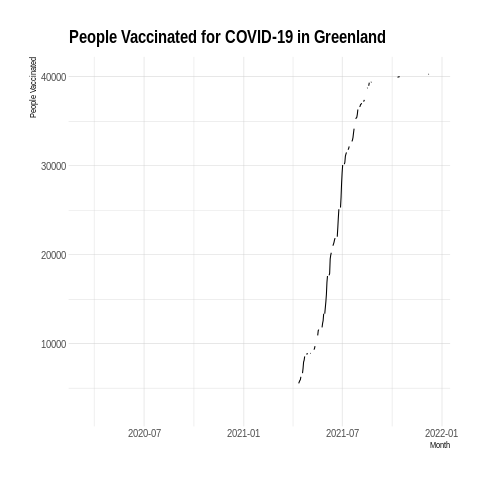 People Vaccinated for COVID-19 in Greenland
People Vaccinated
40000
30000
20000
10000
2020-07 2021-01 2021-07 2022-01
Month